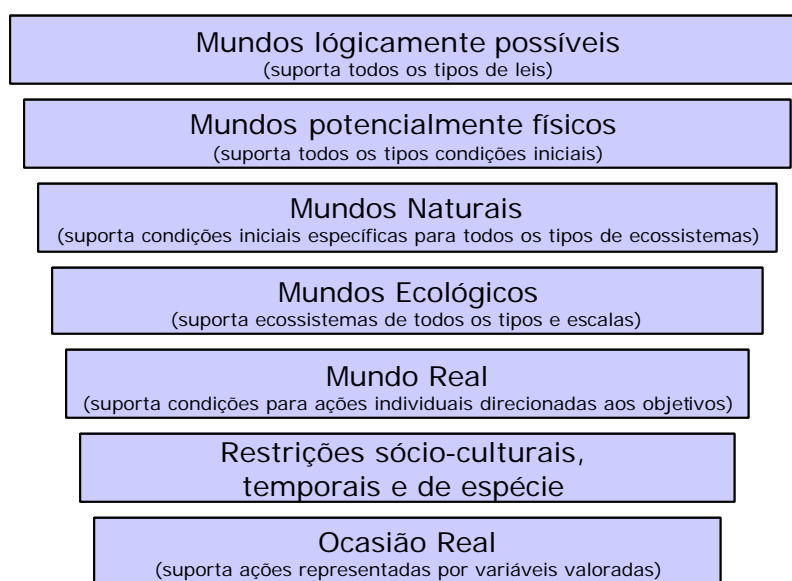 Mundos lógicamente possíveis
(suporta todos os tipos de leis)
Mundos potencialmente físicos
(suporta todos os tipos condições iniciais)
Mundos Naturais
(suporta condições iniciais específicas para todos os tipos de ecossistemas)
Mundos Ecológicos
(suporta ecossistemas de todos os tipos e escalas)
Mundo Real
(suporta condições para ações individuais direcionadas aos objetivos)
Restrições sócio-culturais,
temporais e de espécie
Ocasião Real
(suporta ações representadas por variáveis valoradas)